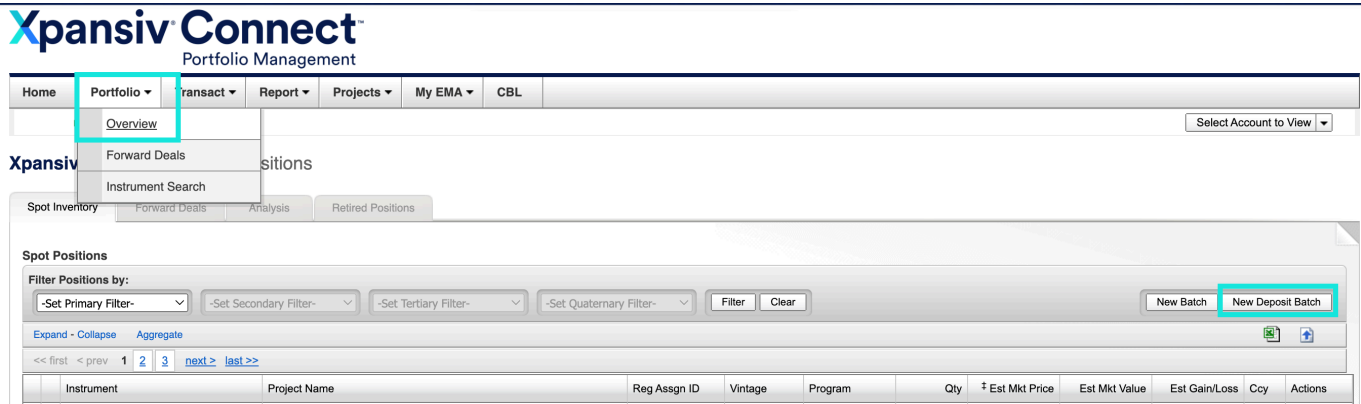 Xpansiv® Connect™
Portfolio Management
Home Portfolio Transact Report Projects My EMA CBL
Overview Select Account to View
Forward Deals
Xpansiv sitions
Instrument Search
Spot Inventory Forward Deals Analysis Retired Positions
Spot Positions
Filter Positions by:
-Set Primary Filter- -Set Secondary Filter- -Set Tertiary Filter- -Set Quaternary Filter- Filter Clear New Batch New Deposit Batch
Expand - Collapse Aggregate
<< first < prev 1 2 3 next > last >>
Instrument Project Name Reg Assgn ID Vintage Program Qty ‡ Est Mkt Price Est Mkt Value Est Gain/Loss Ccy Actions